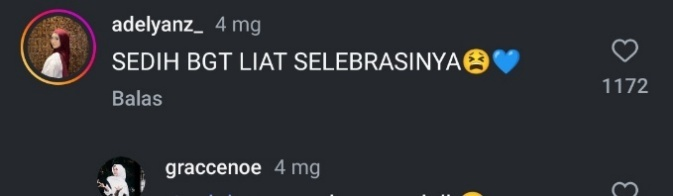 adelyanz_ 4 mg
SEDIH BGT LIAT SELEBRASINYA😫💙
1172
Balas
graccenoe 4 mg